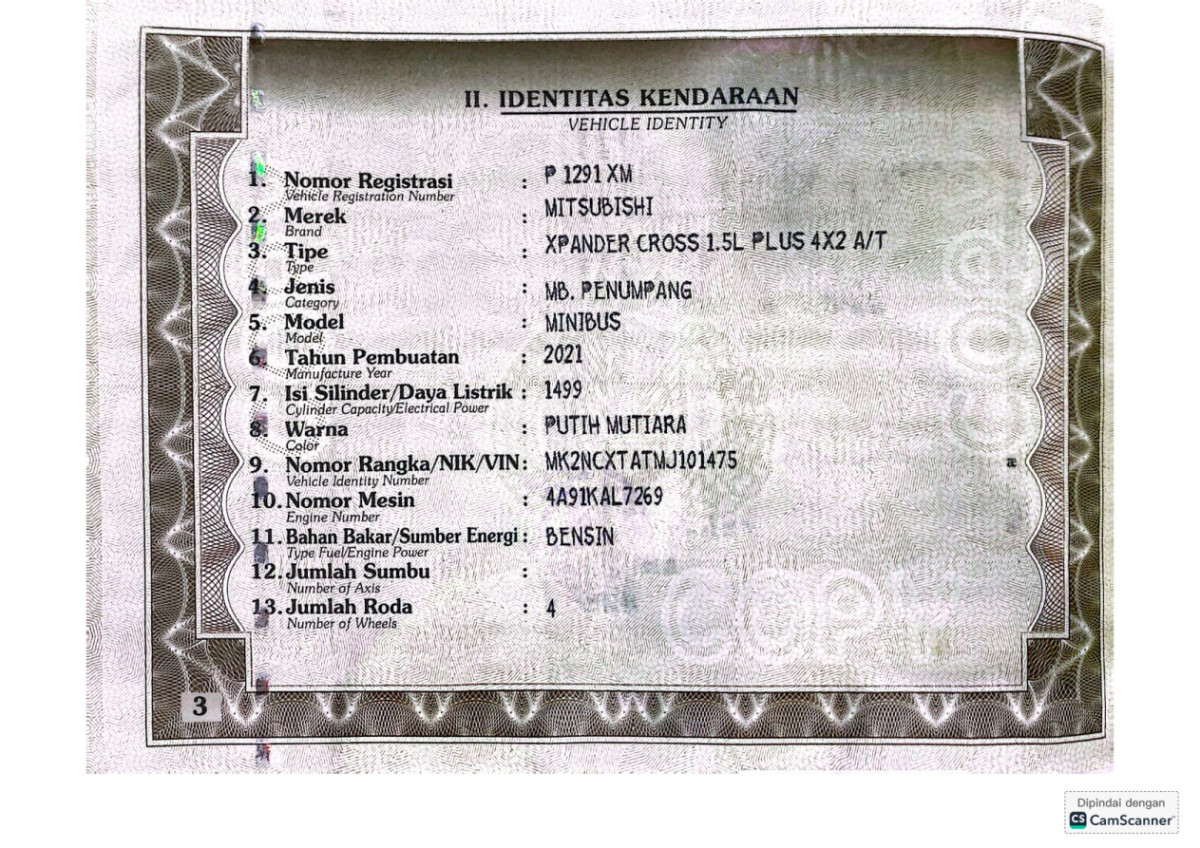 II. IDENTITAS KENDARAAN
VEHICLE IDENTITY
1. Nomor Registrasi : P 1291 XM
Vehicle Registration Number
2. Merek : MITSUBISHI
Brand
3. Tipe : XPANDER CROSS 1.5L PLUS 4X2 A/T
Type
4. Jenis : MB. PENUMPANG
Category
5. Model : MINIBUS
Model
6. Tahun Pembuatan : 2021
Manufacture Year
7. Isi Silinder/Daya Listrik : 1499
Cylinder Capacity/Electrical Power
8. Warna : PUTIH MUTIARA
Color
9. Nomor Rangka/NIK/VIN : MK2NCXTATMJ101475
Vehicle Identity Number
10. Nomor Mesin : 4A91KAL7269
Engine Number
11. Bahan Bakar/Sumber Energi : BENSIN
Type Fuel/Engine Power
12. Jumlah Sumbu :
Number of Axis
13. Jumlah Roda : 4
Number of Wheels
COPY
3
Dipindai dengan
CS CamScanner